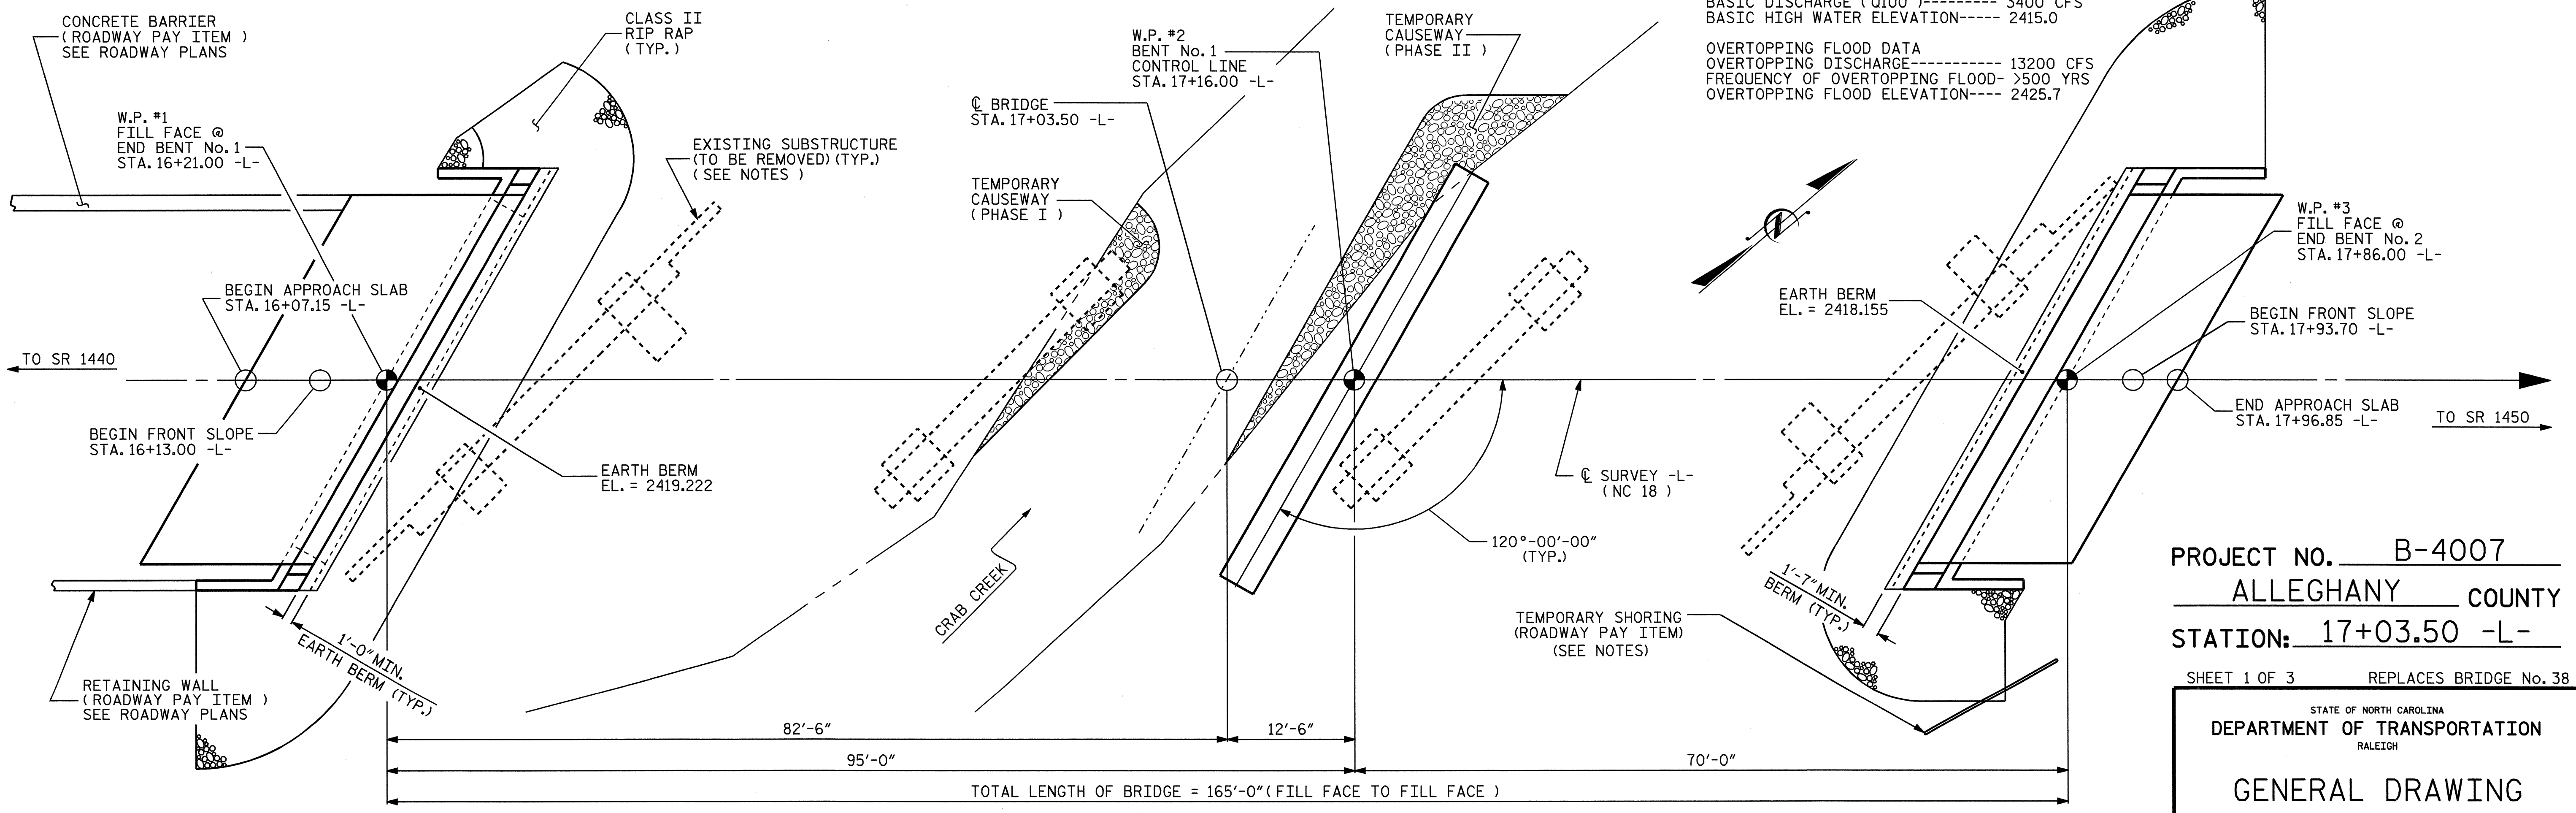 CONCRETE BARRIER
( ROADWAY PAY ITEM )
SEE ROADWAY PLANS
CLASS II
RIP RAP
( TYP. )
W.P. #1
FILL FACE @
END BENT No. 1
STA. 16+21.00 -L-
EXISTING SUBSTRUCTURE
(TO BE REMOVED) (TYP.)
( SEE NOTES )
W.P. #2
BENT No. 1
CONTROL LINE
STA. 17+16.00 -L-
TEMPORARY
CAUSEWAY
( PHASE II )
℄ BRIDGE
STA. 17+03.50 -L-
TEMPORARY
CAUSEWAY
( PHASE I )
BASIC DISCHARGE ( Q100 )--------- 3400 CFS
BASIC HIGH WATER ELEVATION----- 2415.0
OVERTOPPING FLOOD DATA
OVERTOPPING DISCHARGE----------- 13200 CFS
FREQUENCY OF OVERTOPPING FLOOD- >500 YRS
OVERTOPPING FLOOD ELEVATION---- 2425.7
W.P. #3
FILL FACE @
END BENT No. 2
STA. 17+86.00 -L-
BEGIN APPROACH SLAB
STA. 16+07.15 -L-
EARTH BERM
EL. = 2418.155
BEGIN FRONT SLOPE
STA. 17+93.70 -L-
TO SR 1440
BEGIN FRONT SLOPE
STA. 16+13.00 -L-
EARTH BERM
EL. = 2419.222
℄ SURVEY -L-
( NC 18 )
END APPROACH SLAB
STA. 17+96.85 -L-
TO SR 1450
120°-00'-00"
(TYP.)
CRAB CREEK
1'-0" MIN.
EARTH BERM (TYP.)
TEMPORARY SHORING
(ROADWAY PAY ITEM)
(SEE NOTES)
1'-7" MIN.
BERM (TYP.)
RETAINING WALL
( ROADWAY PAY ITEM )
SEE ROADWAY PLANS
82'-6"
12'-6"
95'-0"
70'-0"
TOTAL LENGTH OF BRIDGE = 165'-0" ( FILL FACE TO FILL FACE )
PROJECT NO. B-4007
ALLEGHANY COUNTY
STATION: 17+03.50 -L-
SHEET 1 OF 3 REPLACES BRIDGE No. 38
STATE OF NORTH CAROLINA
DEPARTMENT OF TRANSPORTATION
RALEIGH
GENERAL DRAWING